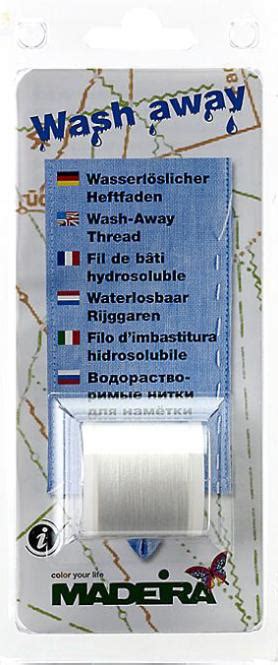 Wash away
Wasserlöslicher
Heftfaden
Wash-Away
Thread
Fil de bâti
hydrosoluble
Waterlosbaar
Rijggaren
Filo d'imbastitura
hidrosolubile
Водораство-
римые нитки
для намётки
i
color your life
MADEIRA